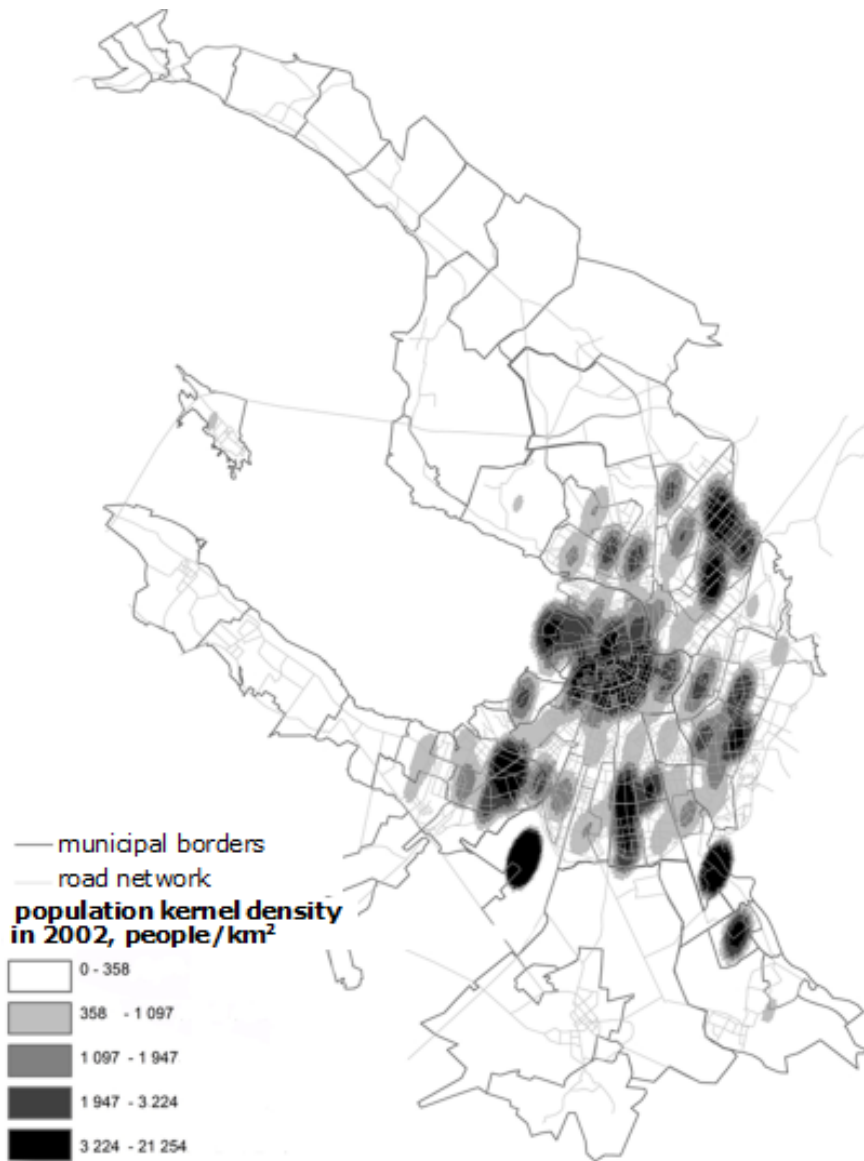 municipal borders
road network
population kernel density
in 2002, people/km²
0 - 358
358 - 1 097
1 097 - 1 947
1 947 - 3 224
3 224 - 21 254